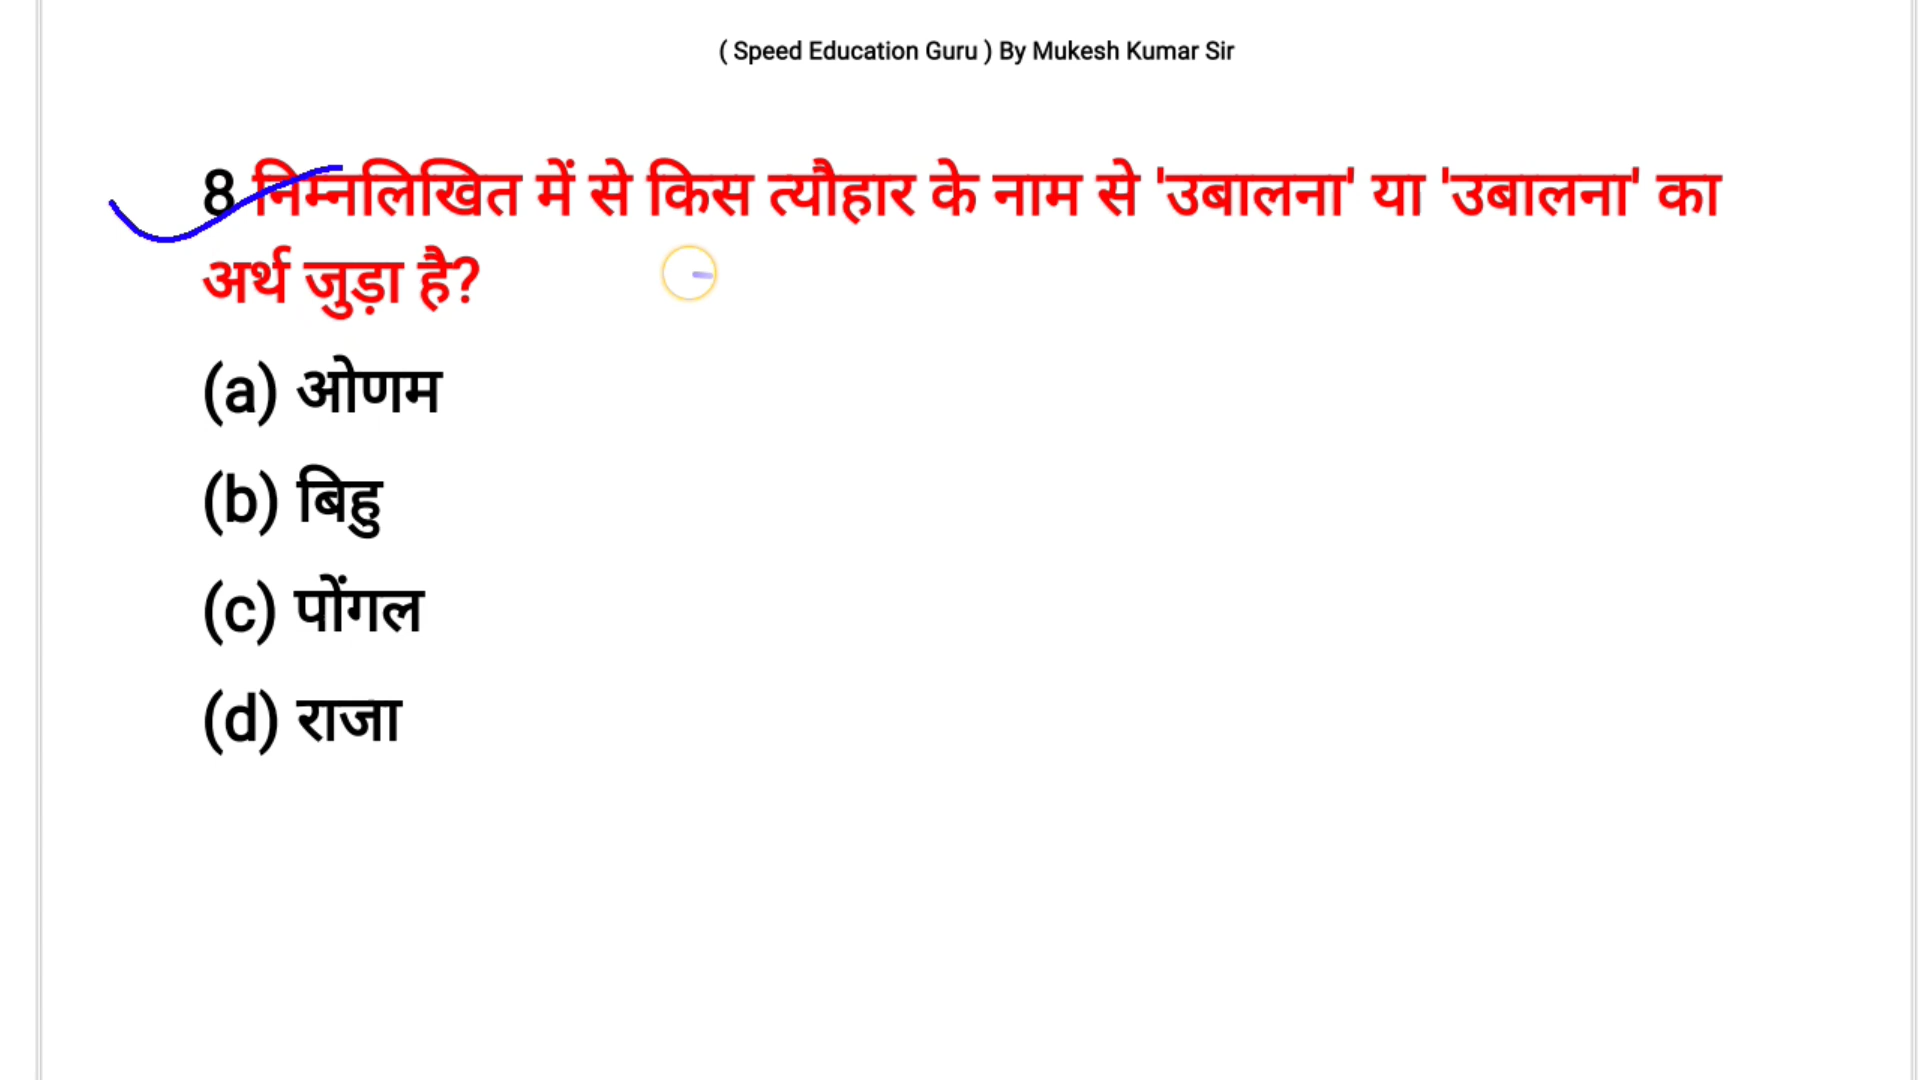 ( Speed Education Guru ) By Mukesh Kumar Sir
8 निम्नलिखित में से किस त्यौहार के नाम से 'उबालना' या 'उबालना' का
अर्थ जुड़ा है?
(a) ओणम
(b) बिहु
(c) पोंगल
(d) राजा